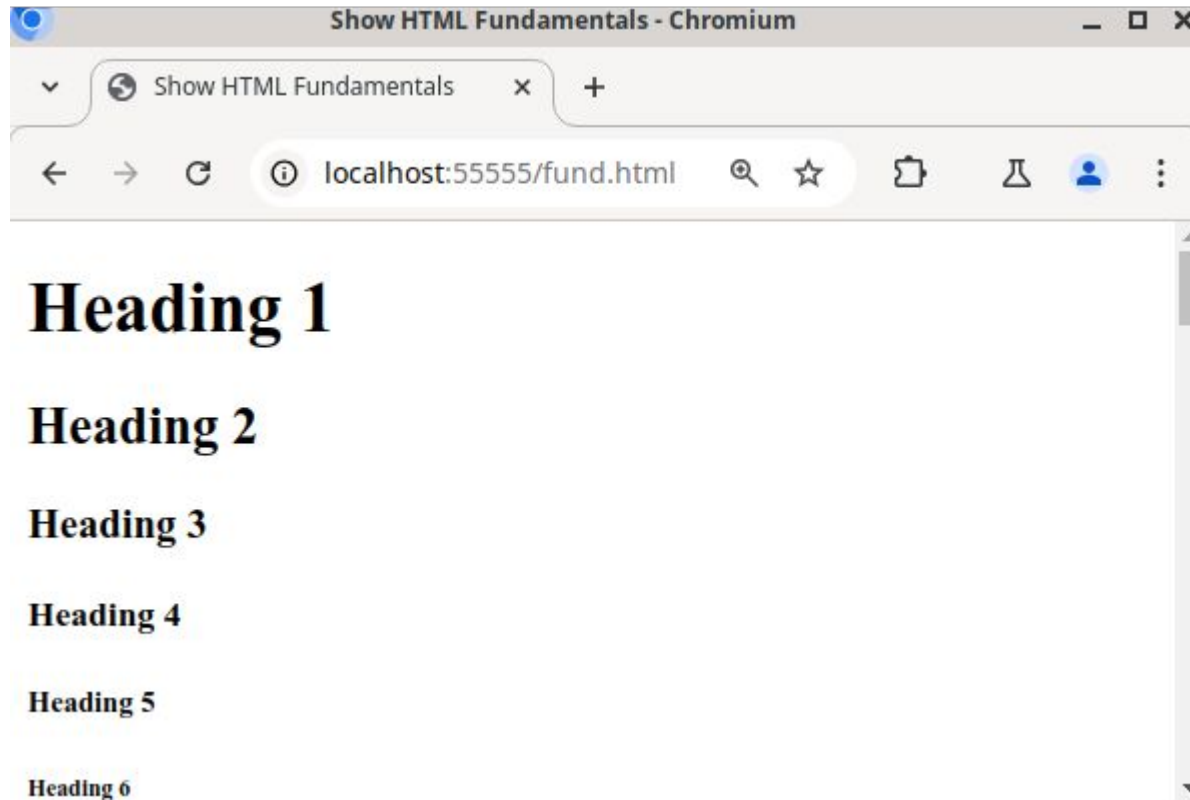 Show HTML Fundamentals - Chromium
Show HTML Fundamentals
localhost:55555/fund.html
Heading 1
Heading 2
Heading 3
Heading 4
Heading 5
Heading 6